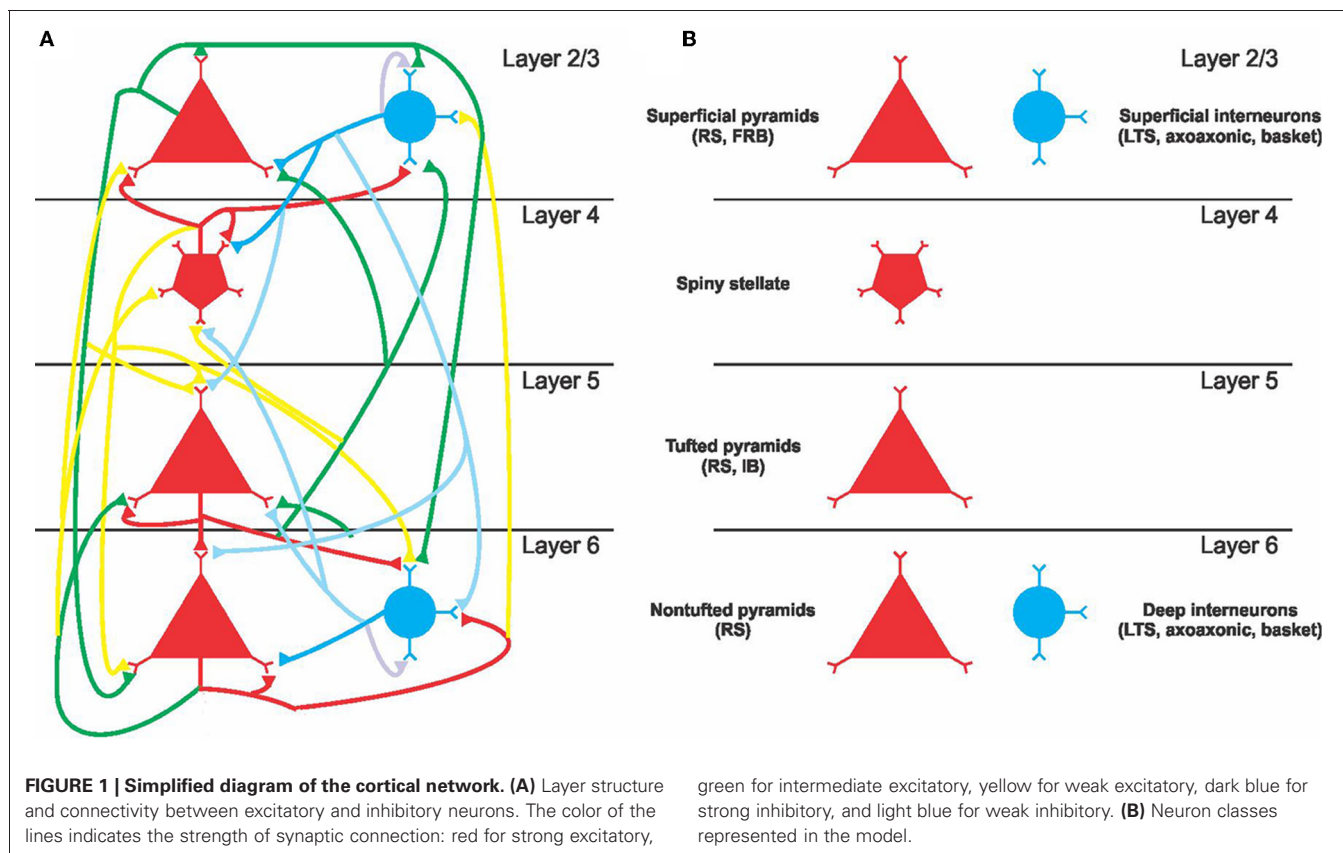 A
Layer 2/3
Layer 4
Layer 5
Layer 6
B
Layer 2/3
Superficial pyramids
(RS, FRB)
Superficial interneurons
(LTS, axoaxonic, basket)
Layer 4
Spiny stellate
Layer 5
Tufted pyramids
(RS, IB)
Layer 6
Nontufted pyramids
(RS)
Deep interneurons
(LTS, axoaxonic, basket)
FIGURE 1 | Simplified diagram of the cortical network. (A) Layer structure
and connectivity between excitatory and inhibitory neurons. The color of the
lines indicates the strength of synaptic connection: red for strong excitatory,
green for intermediate excitatory, yellow for weak excitatory, dark blue for
strong inhibitory, and light blue for weak inhibitory. (B) Neuron classes
represented in the model.